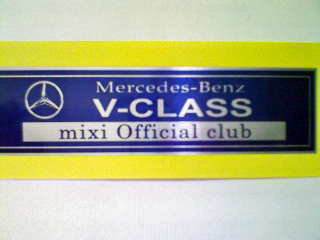 Mercedes-Benz
V-CLASS
mixi Official club